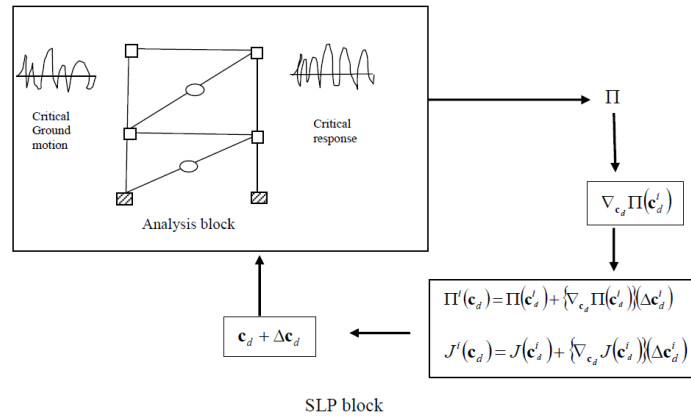 Critical
Ground
motion
Critical
response
Analysis block
Π
∇_{c_d} Π(c_d^i)
Π^i(c_d) = Π(c_d^i) + {∇_{c_d} Π(c_d^i)}(Δc_d^i)
J^i(c_d) = J(c_d^i) + {∇_{c_d} J(c_d^i)}(Δc_d^i)
c_d + Δc_d
SLP block